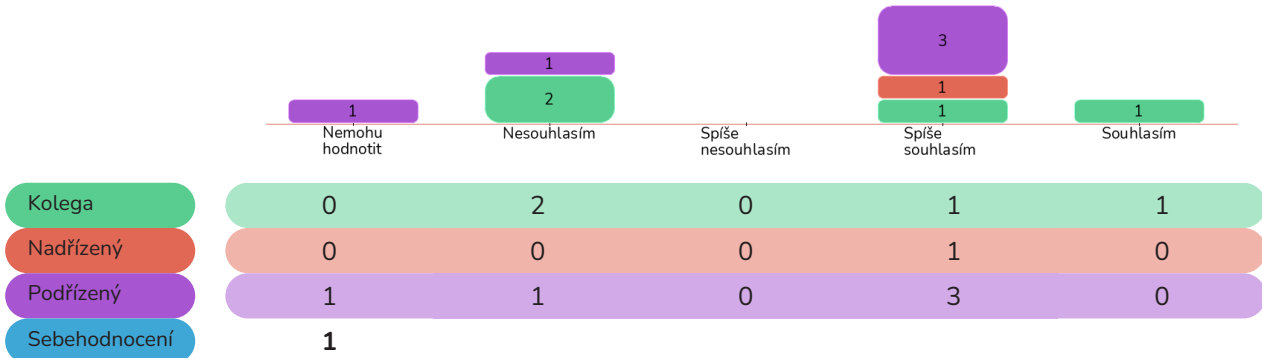 3
1
1
1
2
1
1
1
Nemohu
hodnotit
Nesouhlasím
Spíše
nesouhlasím
Spíše
souhlasím
Souhlasím
Kolega 0 2 0 1 1
Nadřízený 0 0 0 1 0
Podřízený 1 1 0 3 0
Sebehodnocení 1